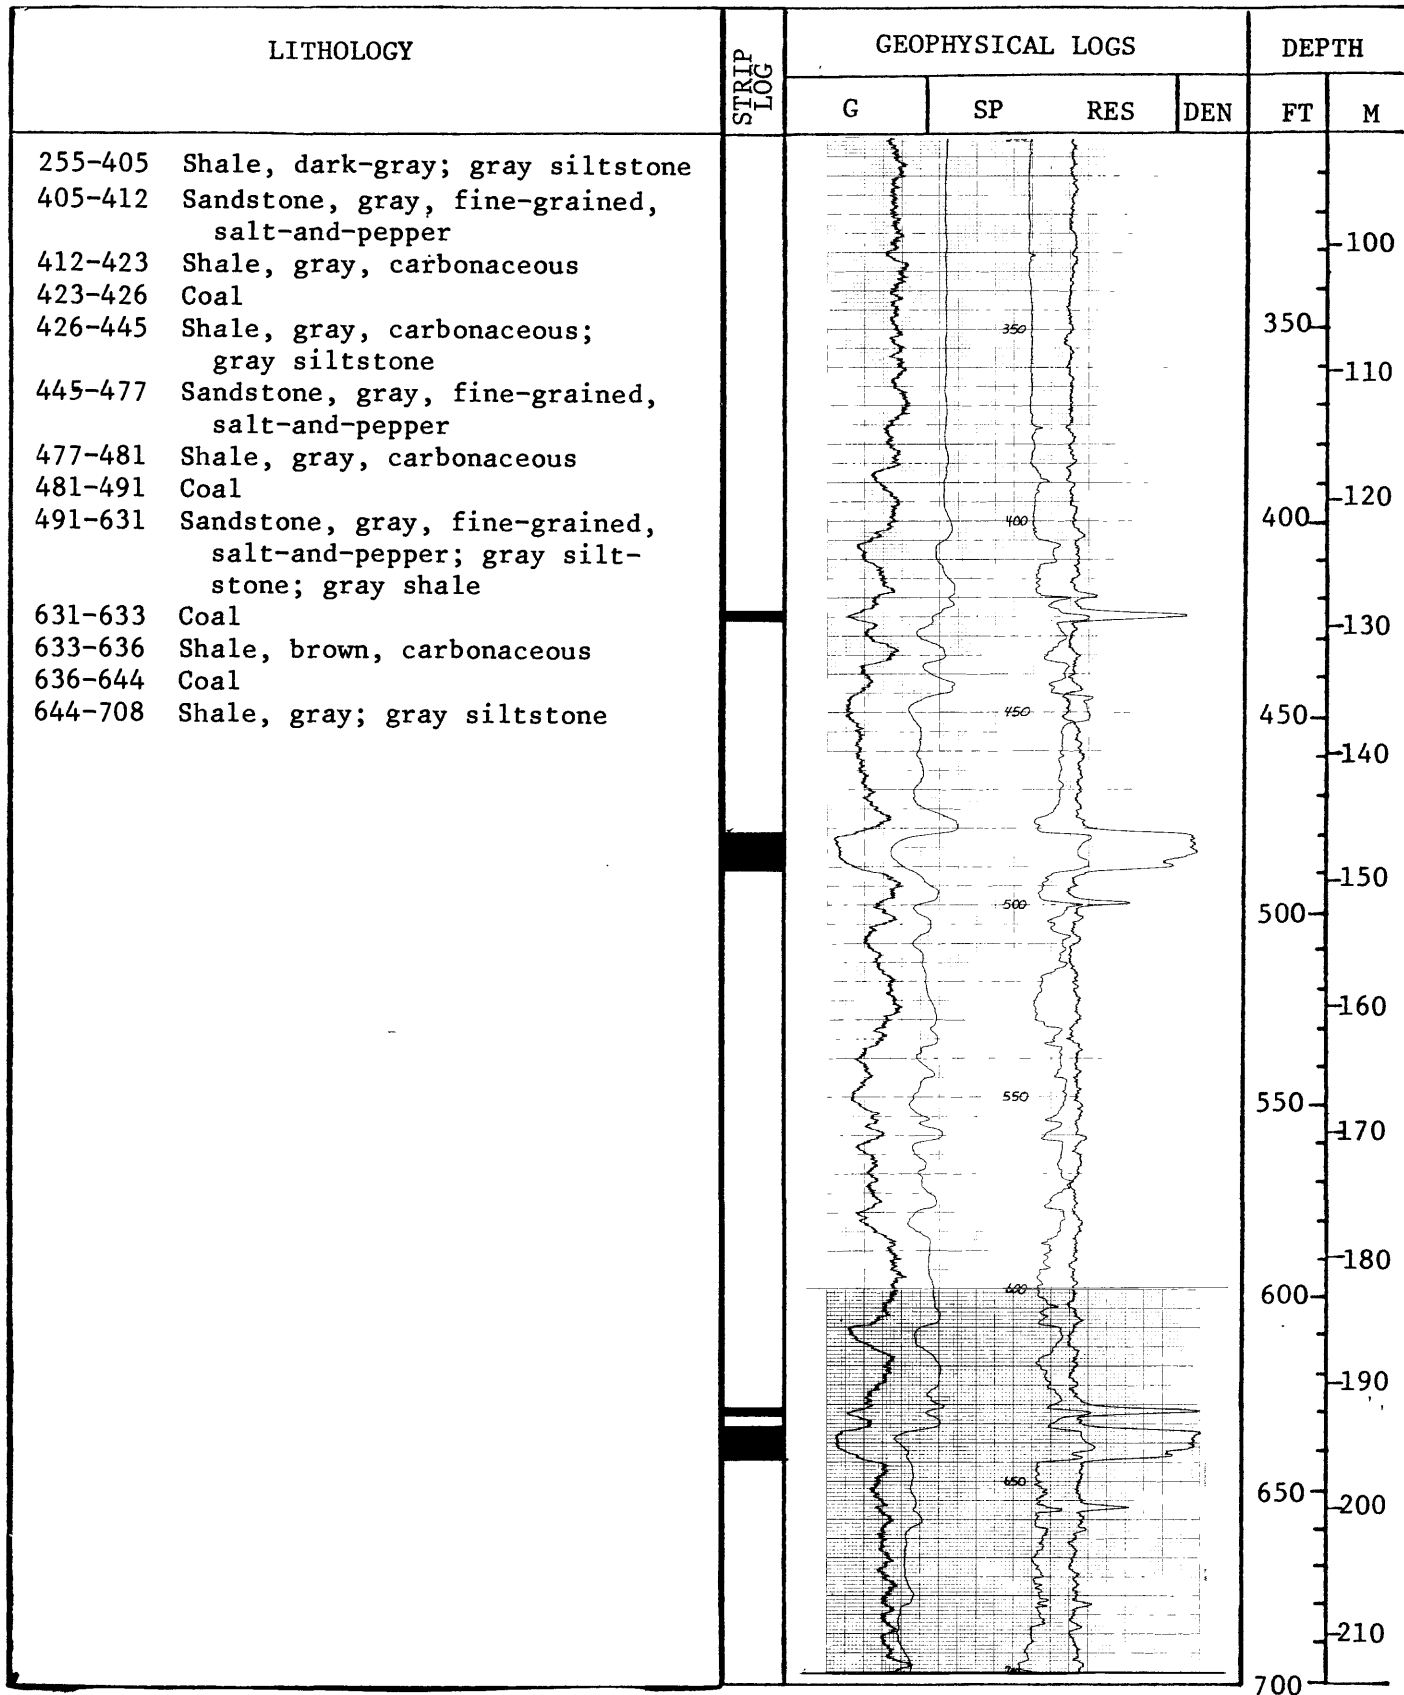 LITHOLOGY
STRIP LOG
GEOPHYSICAL LOGS
DEPTH
G SP RES DEN FT M
255-405 Shale, dark-gray; gray siltstone
405-412 Sandstone, gray, fine-grained,
salt-and-pepper
412-423 Shale, gray, carbonaceous
423-426 Coal
426-445 Shale, gray, carbonaceous;
gray siltstone
445-477 Sandstone, gray, fine-grained,
salt-and-pepper
477-481 Shale, gray, carbonaceous
481-491 Coal
491-631 Sandstone, gray, fine-grained,
salt-and-pepper; gray silt-
stone; gray shale
631-633 Coal
633-636 Shale, brown, carbonaceous
636-644 Coal
644-708 Shale, gray; gray siltstone
350
400
450
500
550
600
650
100
350
110
120
400
130
450
140
150
500
160
550
170
180
600
190
650
200
210
700